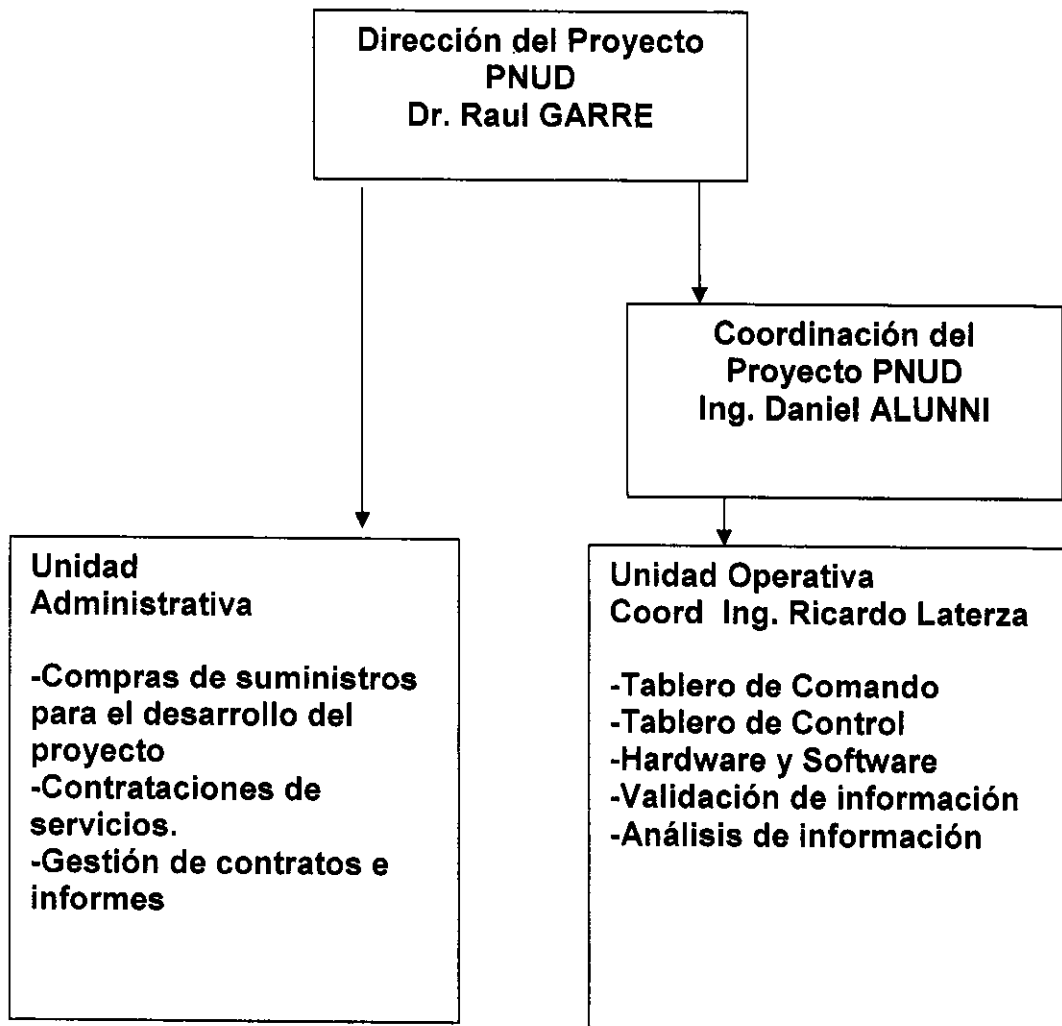 Dirección del Proyecto
PNUD
Dr. Raul GARRE
Coordinación del
Proyecto PNUD
Ing. Daniel ALUNNI
Unidad
Administrativa
-Compras de suministros
para el desarrollo del
proyecto
-Contrataciones de
servicios.
-Gestión de contratos e
informes
Unidad Operativa
Coord Ing. Ricardo Laterza
-Tablero de Comando
-Tablero de Control
-Hardware y Software
-Validación de información
-Análisis de información